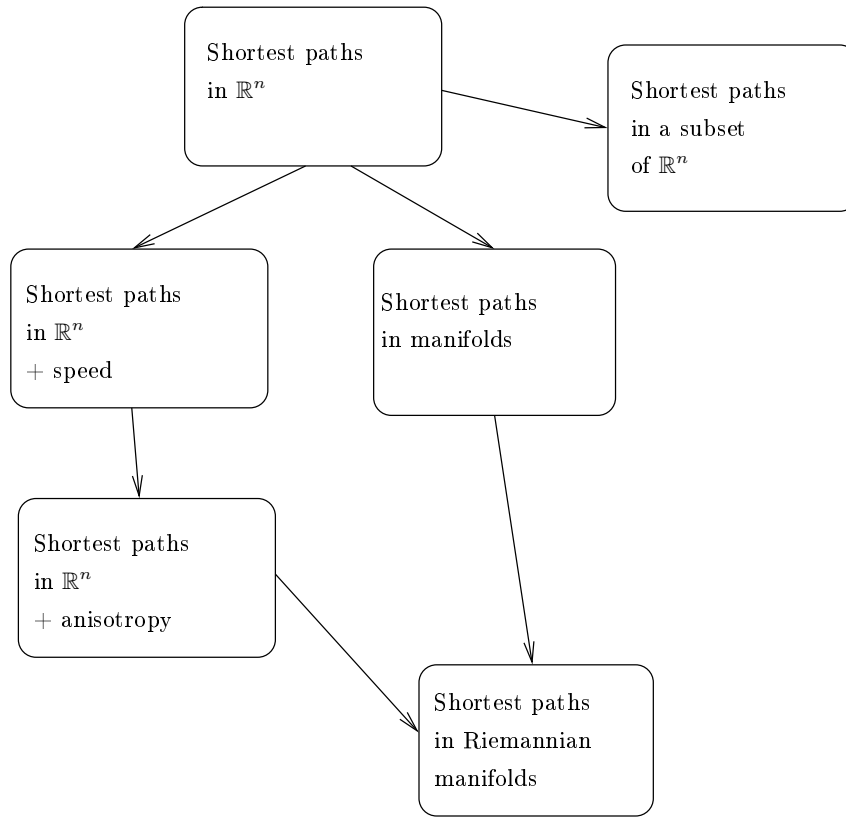 Shortest paths
in ℝⁿ
Shortest paths
in a subset
of ℝⁿ
Shortest paths
in ℝⁿ
+ speed
Shortest paths
in manifolds
Shortest paths
in ℝⁿ
+ anisotropy
Shortest paths
in Riemannian
manifolds